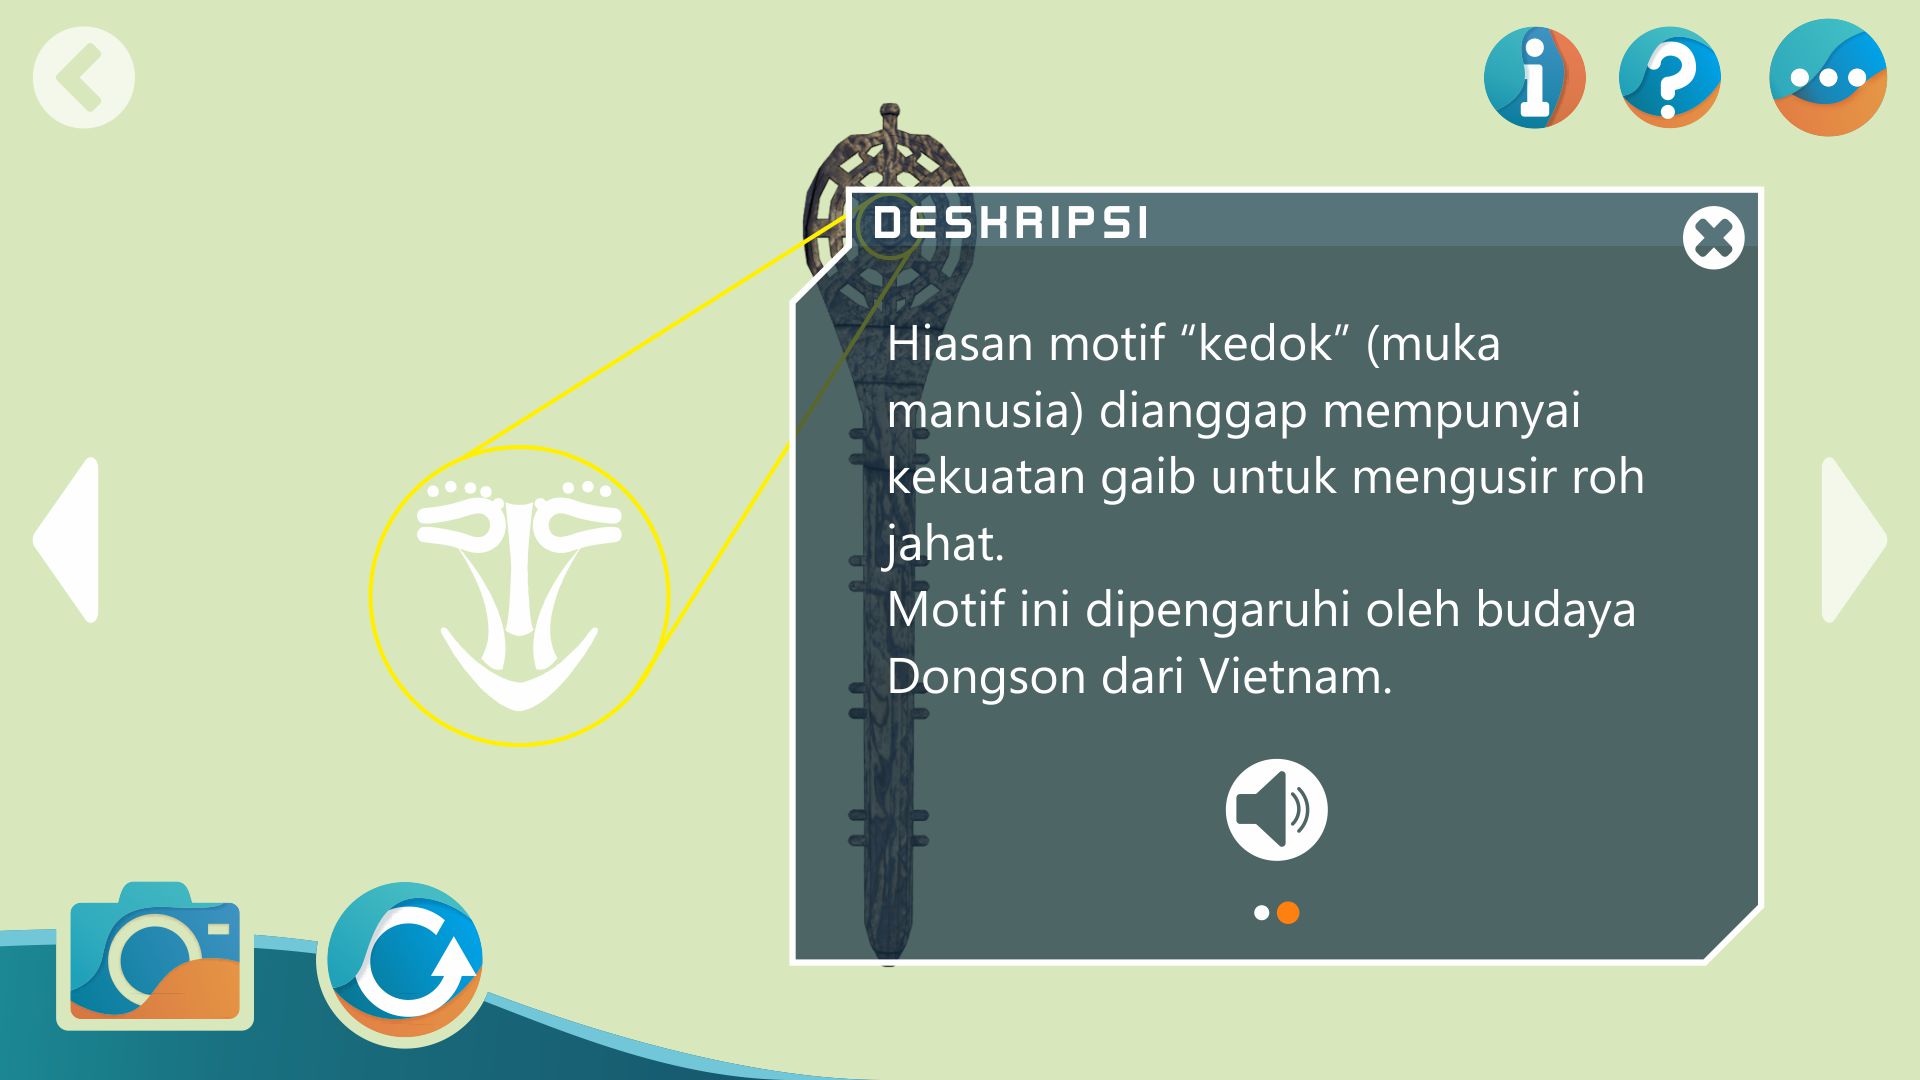 DESKRIPSI
Hiasan motif “kedok” (muka
manusia) dianggap mempunyai
kekuatan gaib untuk mengusir roh
jahat.
Motif ini dipengaruhi oleh budaya
Dongson dari Vietnam.